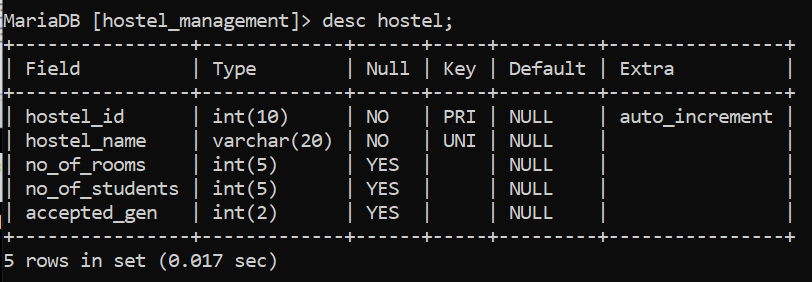 MariaDB [hostel_management]> desc hostel;
+----------------+-------------+------+-----+---------+----------------+
| Field          | Type        | Null | Key | Default | Extra          |
+----------------+-------------+------+-----+---------+----------------+
| hostel_id      | int(10)     | NO   | PRI | NULL    | auto_increment |
| hostel_name    | varchar(20) | NO   | UNI | NULL    |                |
| no_of_rooms    | int(5)      | YES  |     | NULL    |                |
| no_of_students | int(5)      | YES  |     | NULL    |                |
| accepted_gen   | int(2)      | YES  |     | NULL    |                |
+----------------+-------------+------+-----+---------+----------------+
5 rows in set (0.017 sec)